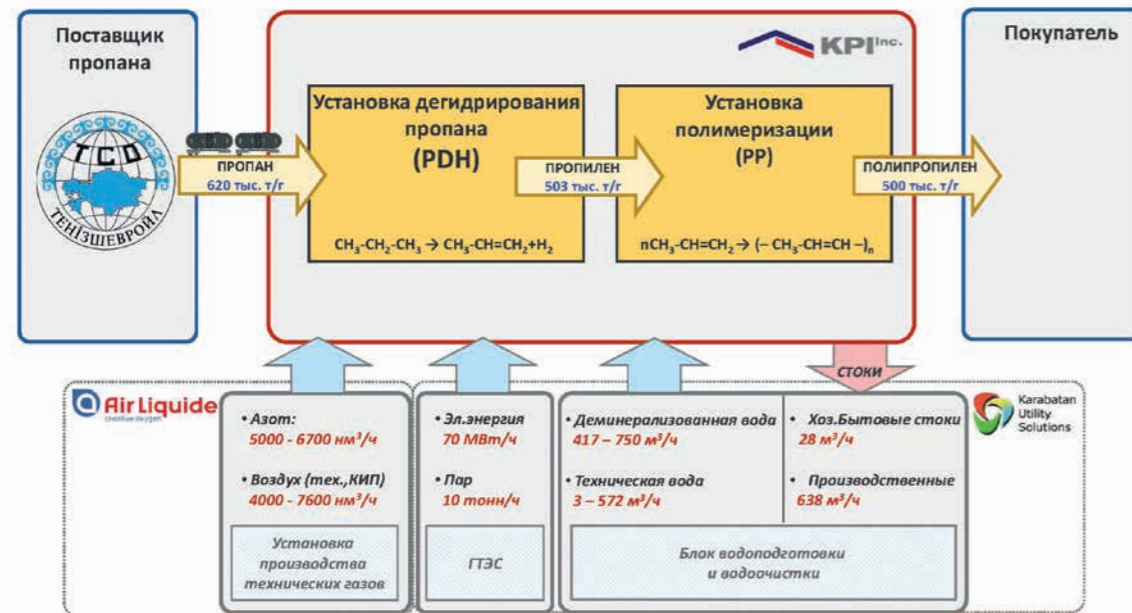 Поставщик
пропана
ТСО
ТЕНІЗШЕВРОЙЛ
ПРОПАН
620 тыс. т/г
KPI Inc.
Установка дегидрирования
пропана
(PDH)
CH₃-CH₂-CH₃ → CH₃-CH=CH₂+H₂
ПРОПИЛЕН
503 тыс. т/г
Установка
полимеризации
(PP)
nCH₃-CH=CH₂ → (– CH₃-CH=CH –)ₙ
ПОЛИПРОПИЛЕН
500 тыс. т/г
Покупатель
СТОКИ
Air Liquide
creative oxygen
• Азот:
5000 - 6700 нм³/ч
• Воздух (тех.,КИП)
4000 - 7600 нм³/ч
Установка
производства
технических газов
• Эл.энергия
70 МВт/ч
• Пар
10 тонн/ч
ГТЭС
• Деминерализованная вода
417 – 750 м³/ч
• Техническая вода
3 – 572 м³/ч
• Хоз.Бытовые стоки
28 м³/ч
• Производственные
638 м³/ч
Блок водоподготовки
и водоочистки
Karabatan
Utility
Solutions